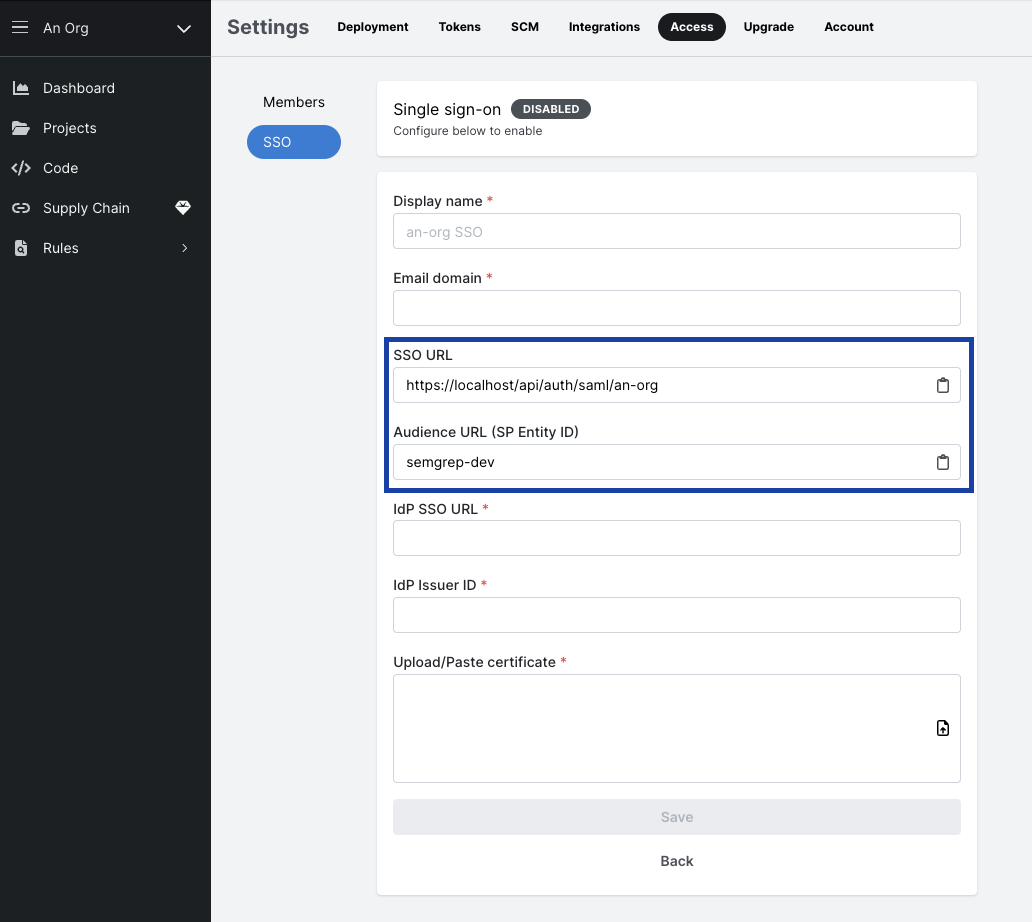 An Org
Settings
Deployment
Tokens
SCM
Integrations
Access
Upgrade
Account
Dashboard
Projects
Code
Supply Chain
Rules
Members
SSO
Single sign-on DISABLED
Configure below to enable
Display name *
an-org SSO
Email domain *
SSO URL
https://localhost/api/auth/saml/an-org
Audience URL (SP Entity ID)
semgrep-dev
IdP SSO URL *
IdP Issuer ID *
Upload/Paste certificate *
Save
Back